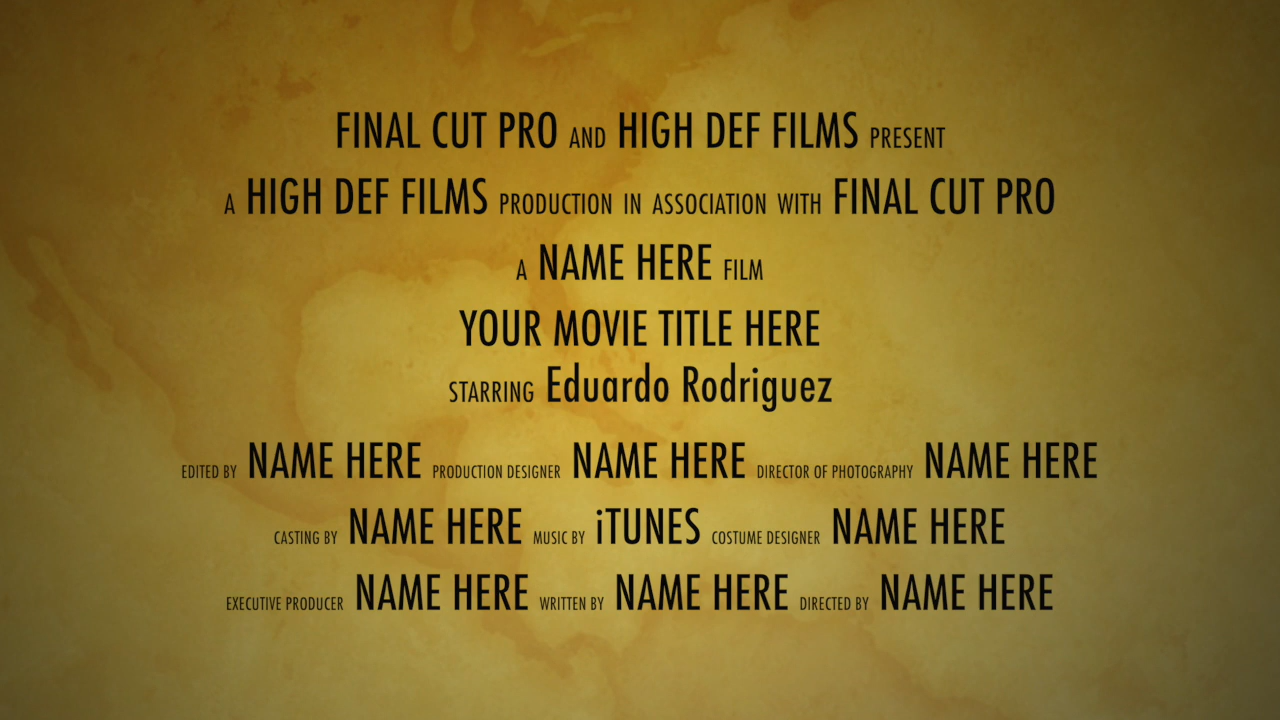 FINAL CUT PRO AND HIGH DEF FILMS PRESENT
A HIGH DEF FILMS PRODUCTION IN ASSOCIATION WITH FINAL CUT PRO
A NAME HERE FILM
YOUR MOVIE TITLE HERE
STARRING Eduardo Rodriguez
EDITED BY NAME HERE PRODUCTION DESIGNER NAME HERE DIRECTOR OF PHOTOGRAPHY NAME HERE
CASTING BY NAME HERE MUSIC BY iTUNES COSTUME DESIGNER NAME HERE
EXECUTIVE PRODUCER NAME HERE WRITTEN BY NAME HERE DIRECTED BY NAME HERE